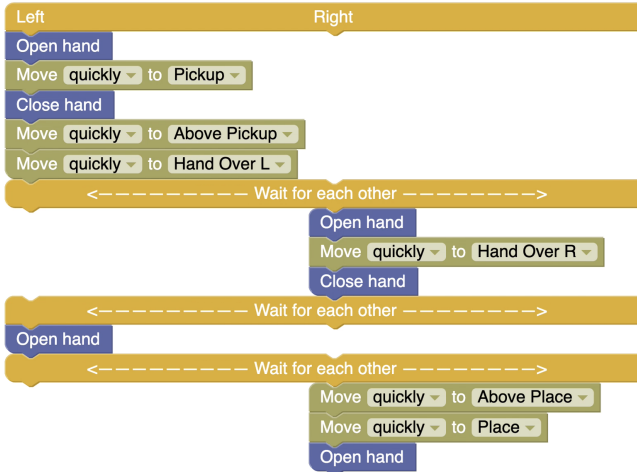 Left Right
Open hand
Move quickly to Pickup
Close hand
Move quickly to Above Pickup
Move quickly to Hand Over L
<– – – – – – – – – Wait for each other – – – – – – – – –>
Open hand
Move quickly to Hand Over R
Close hand
<– – – – – – – – – Wait for each other – – – – – – – – –>
Open hand
<– – – – – – – – – Wait for each other – – – – – – – – –>
Move quickly to Above Place
Move quickly to Place
Open hand